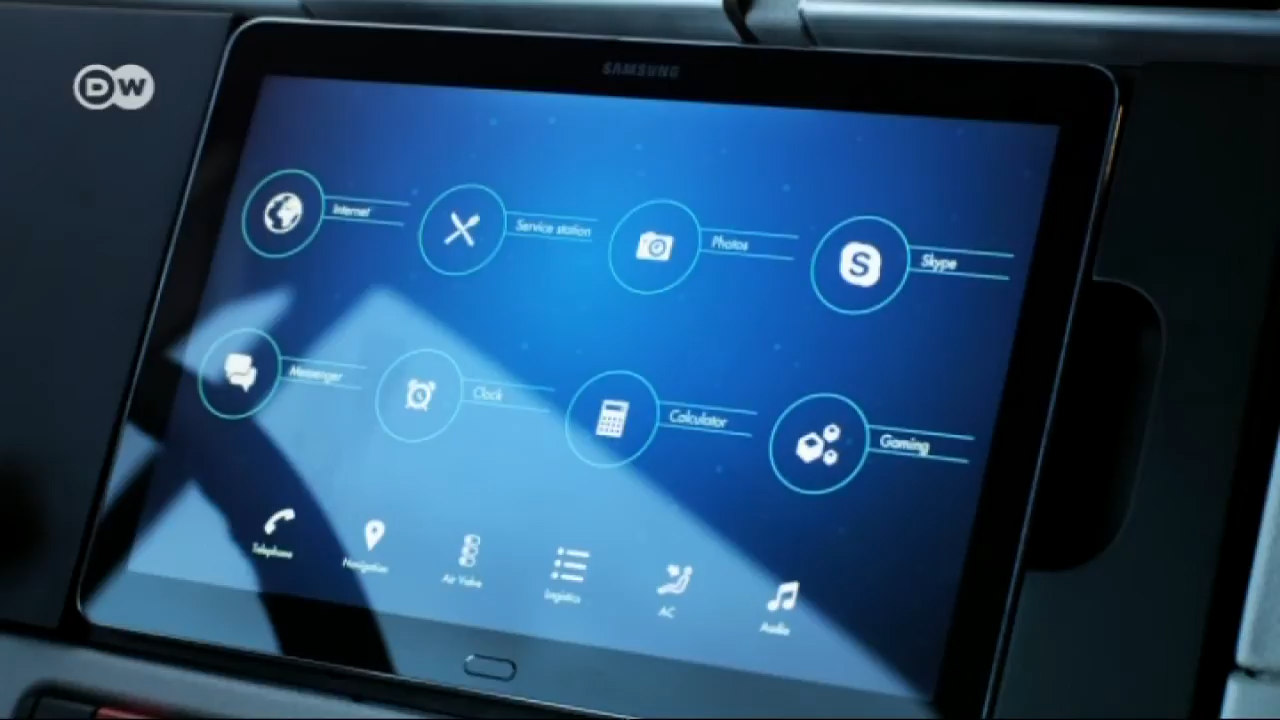 DW
SAMSUNG
Internet
Service station
Photos
Skype
Messenger
Clock
Calculator
Gaming
Telephone
Navigation
Air Valve
Logistics
AC
Audio